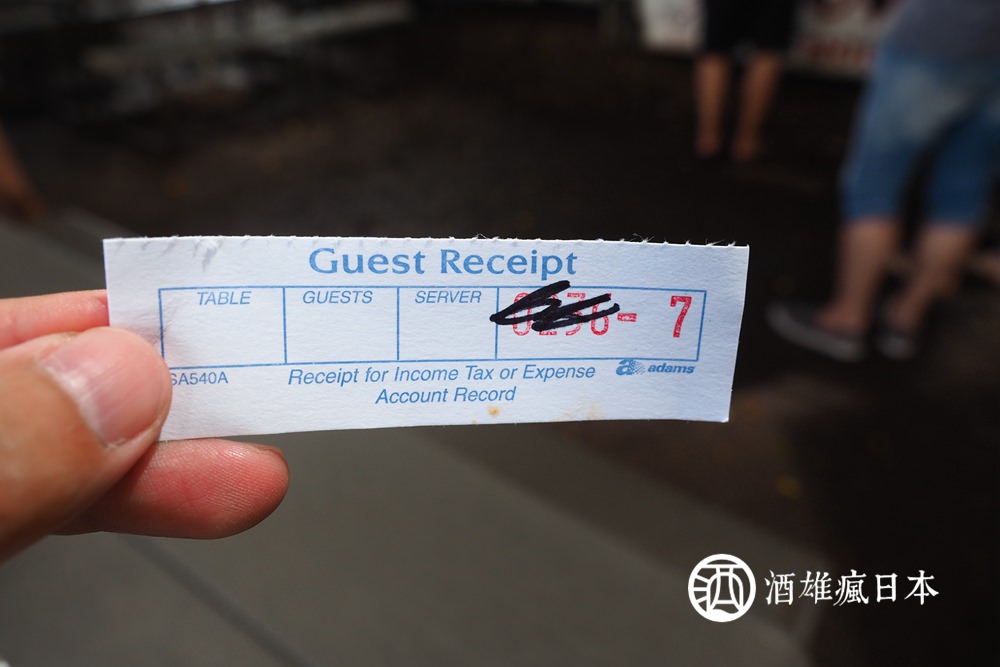 Guest Receipt
TABLE GUESTS SERVER - 7
SA540A Receipt for Income Tax or Expense adams
Account Record
酒雄瘋日本